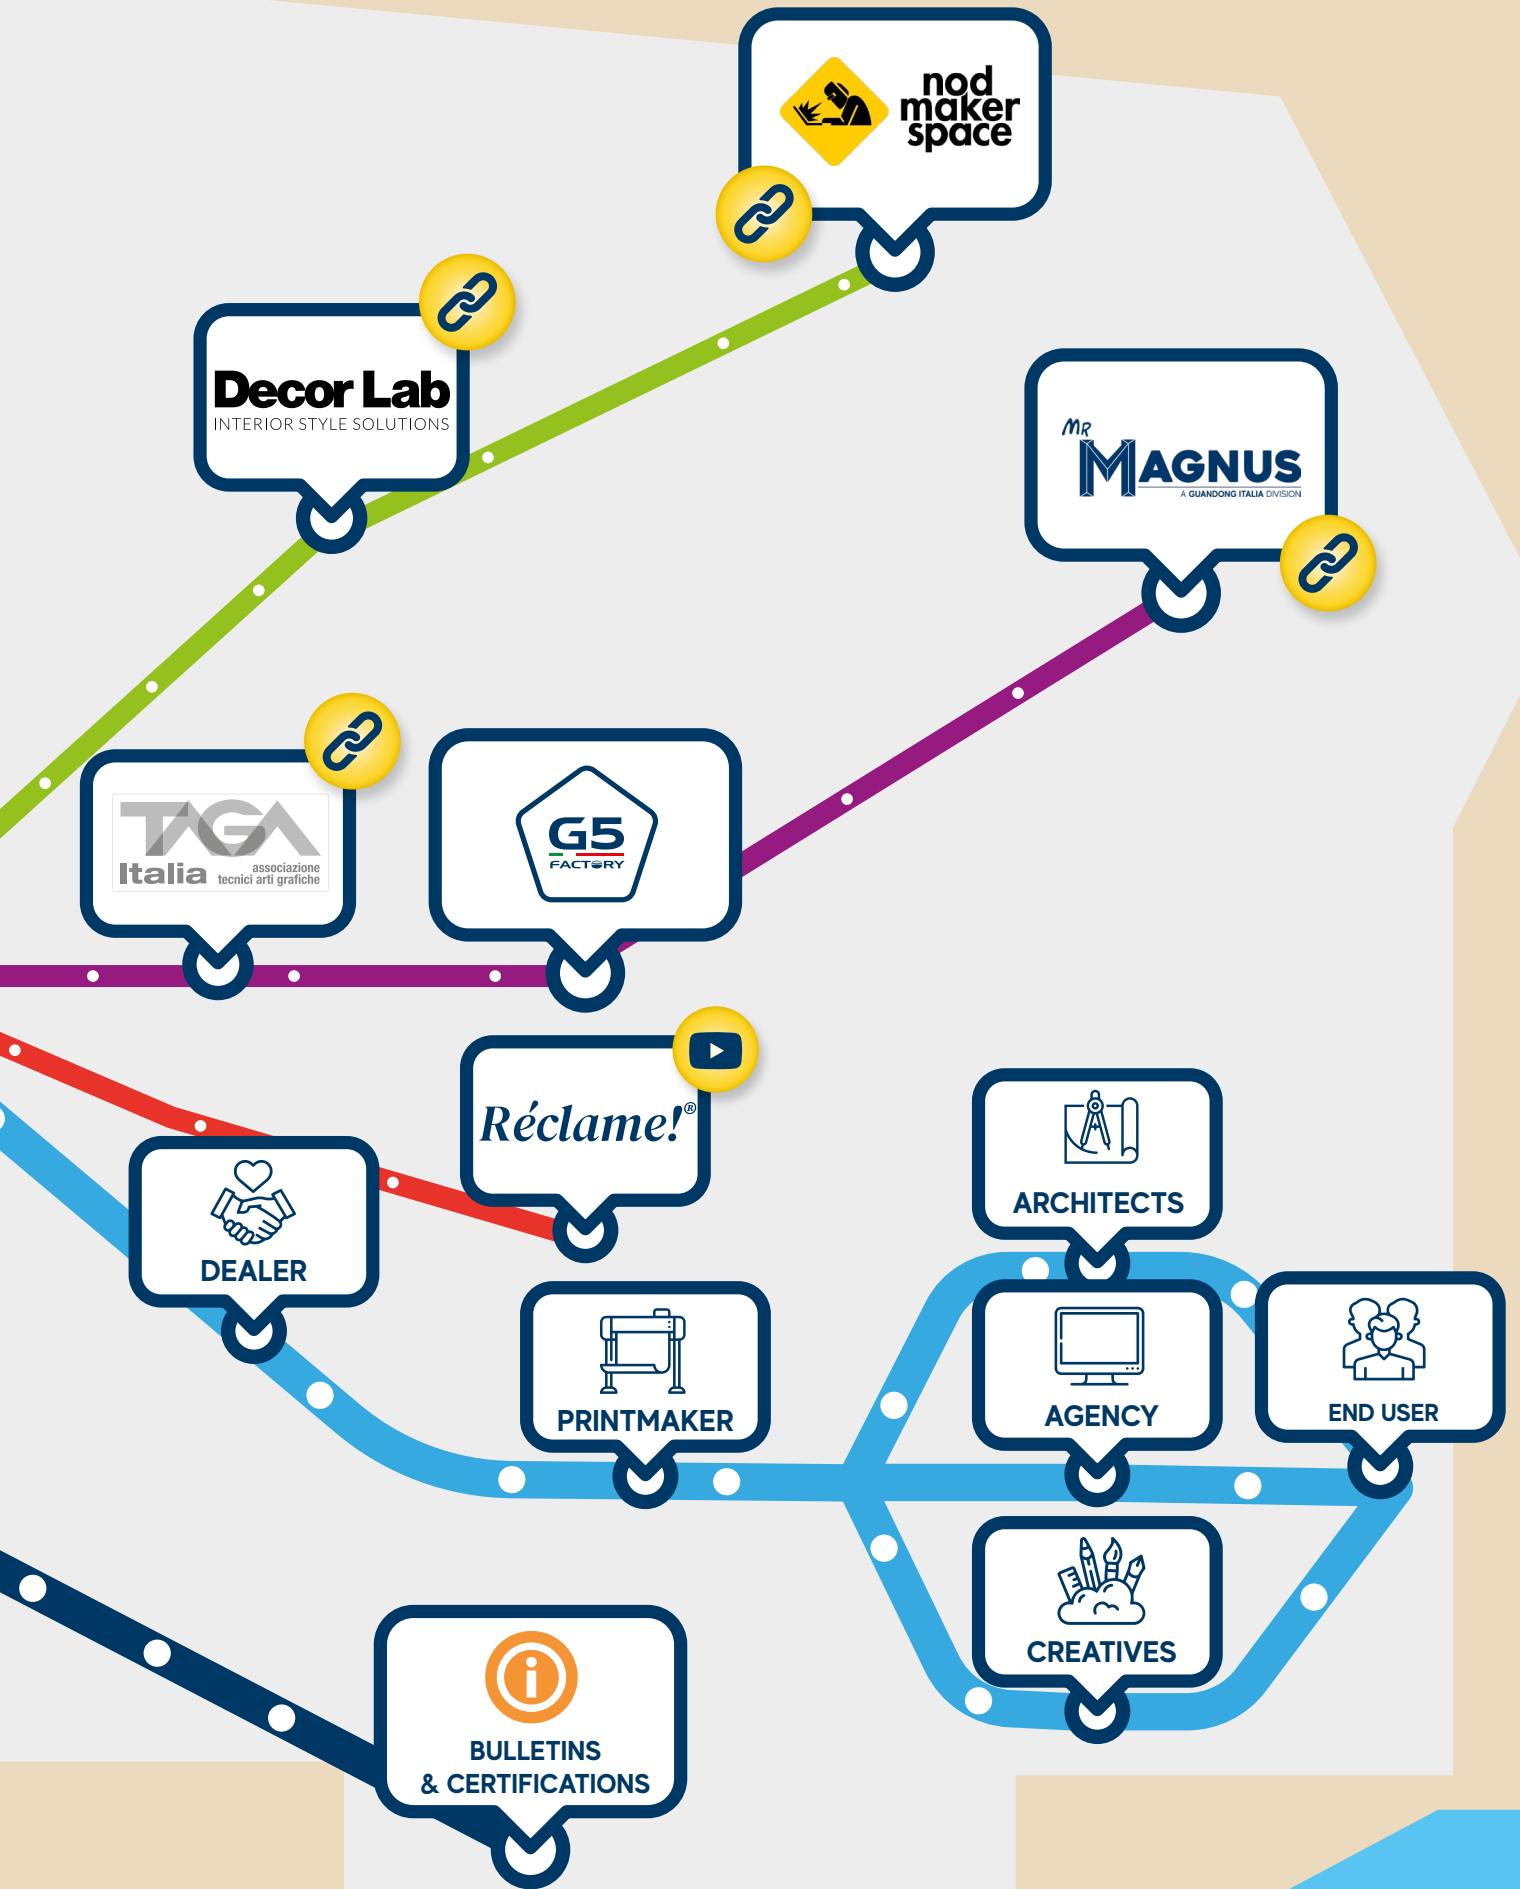 nod
maker
space
Decor Lab
INTERIOR STYLE SOLUTIONS
MR
MAGNUS
A GUANDONG ITALIA DIVISION
TAGA
Italia
associazione
tecnici arti grafiche
G5
FACTORY
Réclame!®
DEALER
ARCHITECTS
PRINTMAKER
AGENCY
END USER
CREATIVES
BULLETINS
& CERTIFICATIONS